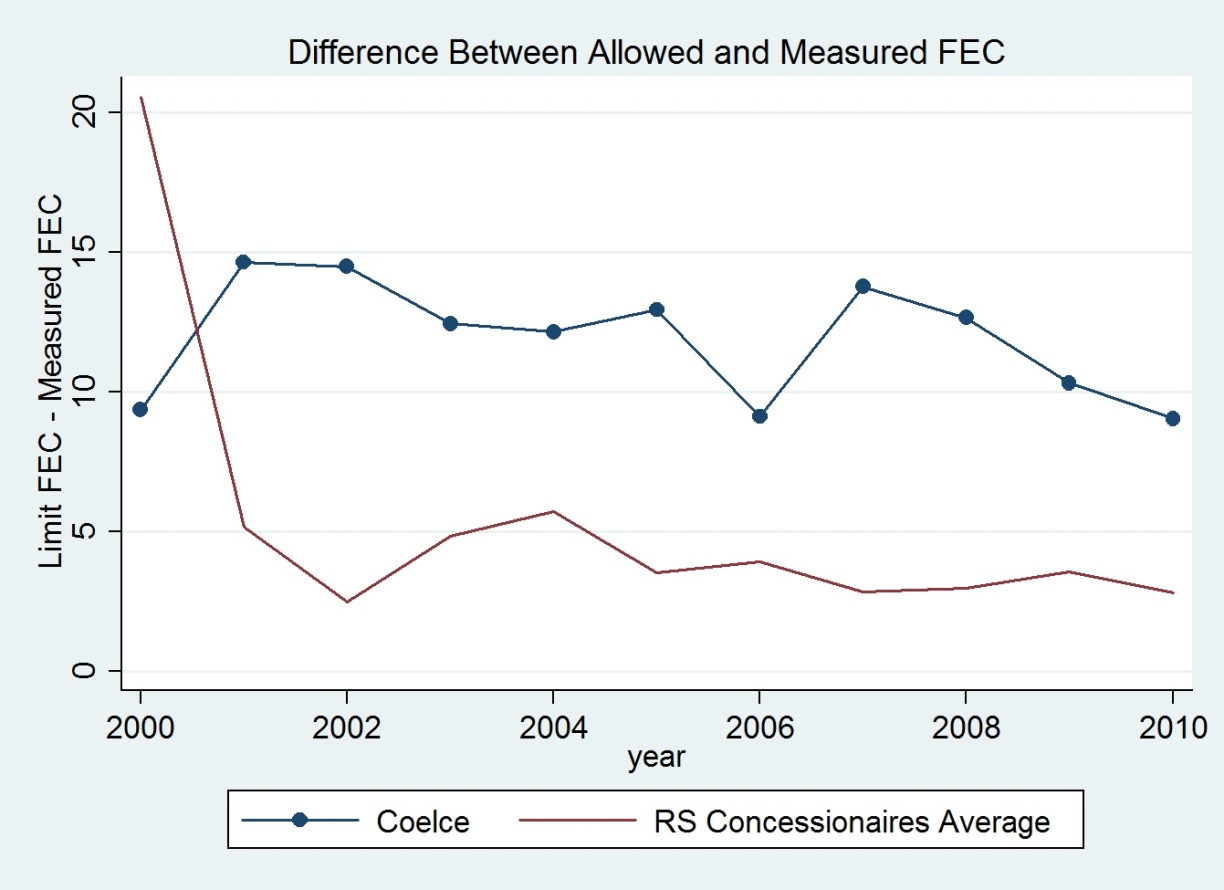 Difference Between Allowed and Measured FEC
Limit FEC - Measured FEC
20
15
10
5
0
2000 2002 2004 2006 2008 2010
year
Coelce RS Concessionaires Average